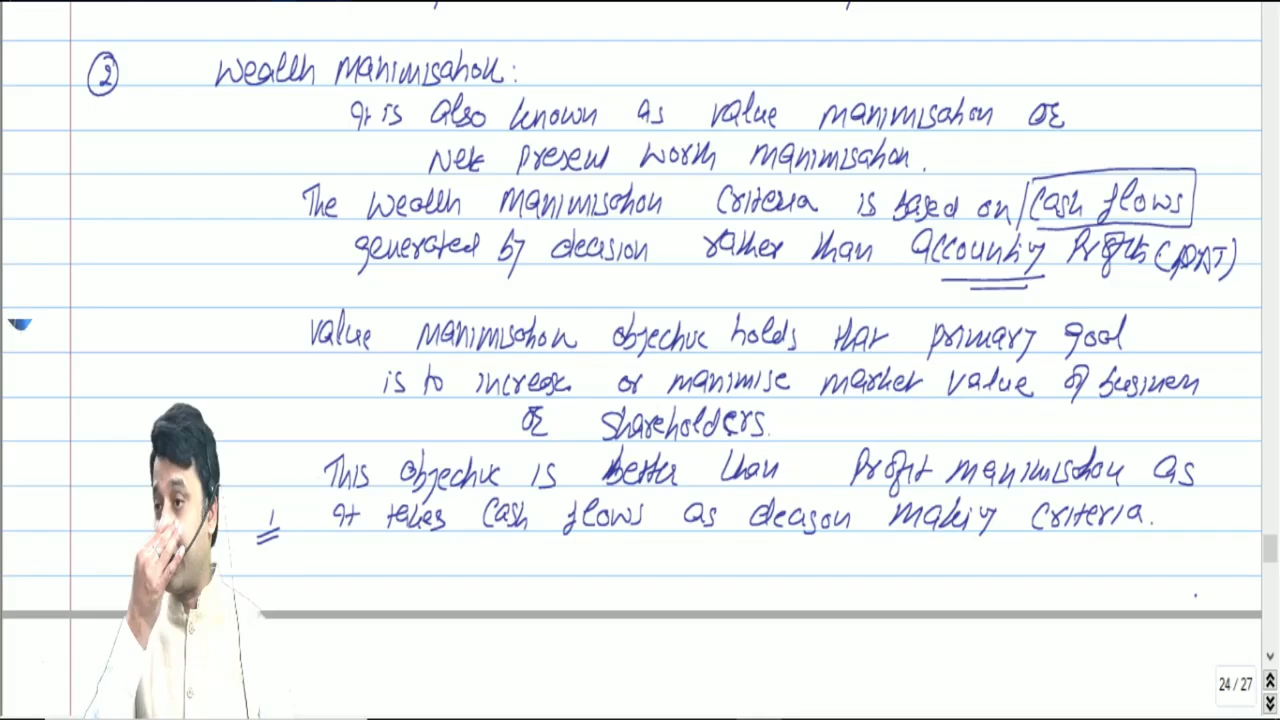 ② Wealth Maximisation:
It is also known as value maximisation or
Net present worth maximisation.
The Wealth Maximisation Criteria is based on Cash flows
generated by decision rather than accounting Profits (PAT)
Value Maximisation objective holds that primary goal
is to increase or maximise market value of business
or shareholders.
This objective is better than Profit maximisation as
it takes Cash flows as decision making criteria.
24 / 27